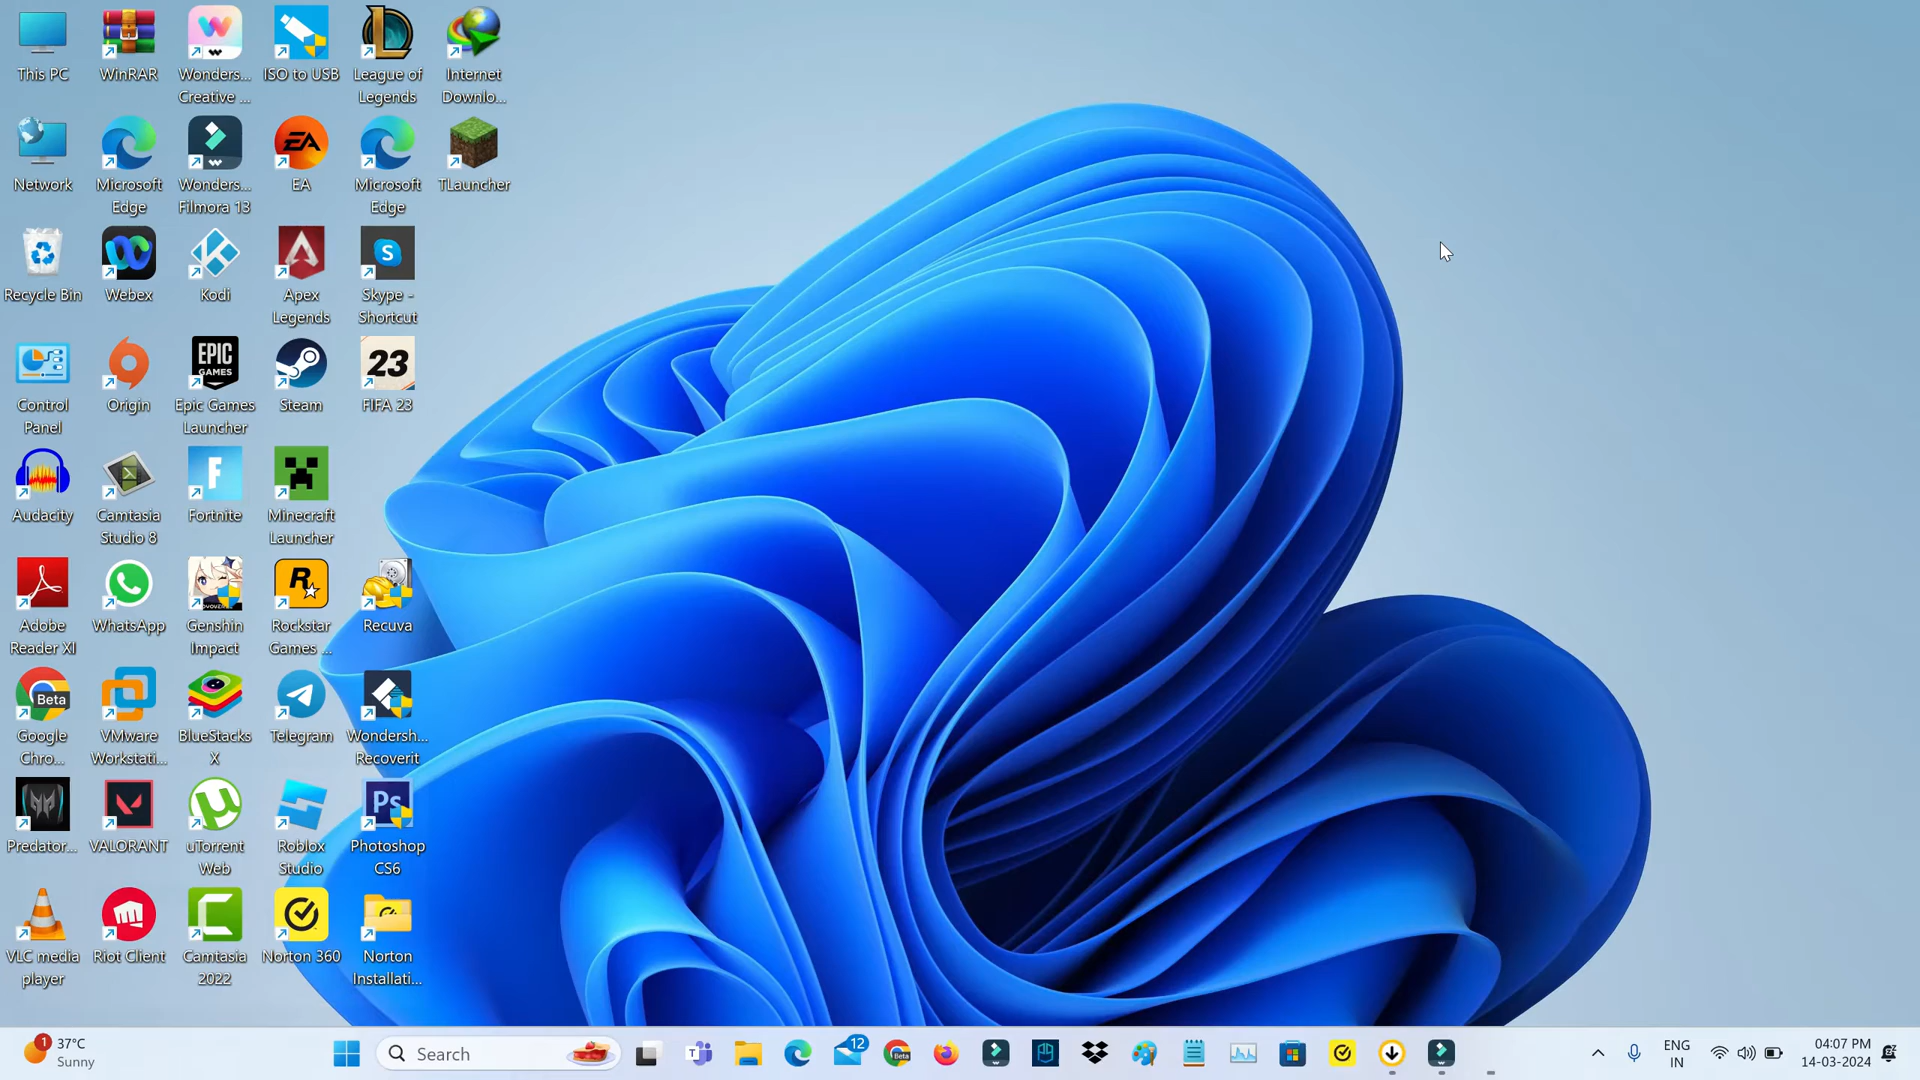 This PC
WinRAR
Wonders...
Creative ...
ISO to USB
League of
Legends
Internet
Downlo...
Network
Microsoft
Edge
Wonders...
Filmora 13
EA
EA
Microsoft
Edge
TLauncher
Recycle Bin
Webex
Kodi
Apex
Legends
S
Skype -
Shortcut
Control
Panel
Origin
EPIC
GAMES
Epic Games
Launcher
Steam
23
FIFA 23
Audacity
Camtasia
Studio 8
F
Fortnite
Minecraft
Launcher
Adobe
Reader XI
WhatsApp
Genshin
Impact
R
Rockstar
Games ...
Recuva
Beta
Google
Chro...
VMware
Workstati...
BlueStacks
X
Telegram
Wondersh...
Recoverit
Predator...
VALORANT
uTorrent
Web
Roblox
Studio
Ps
Photoshop
CS6
VLC media
player
Riot Client
Camtasia
2022
Norton 360
Norton
Installati...
1
37°C
Sunny
Search
T
12
Beta
ENG
IN
04:07 PM
14-03-2024